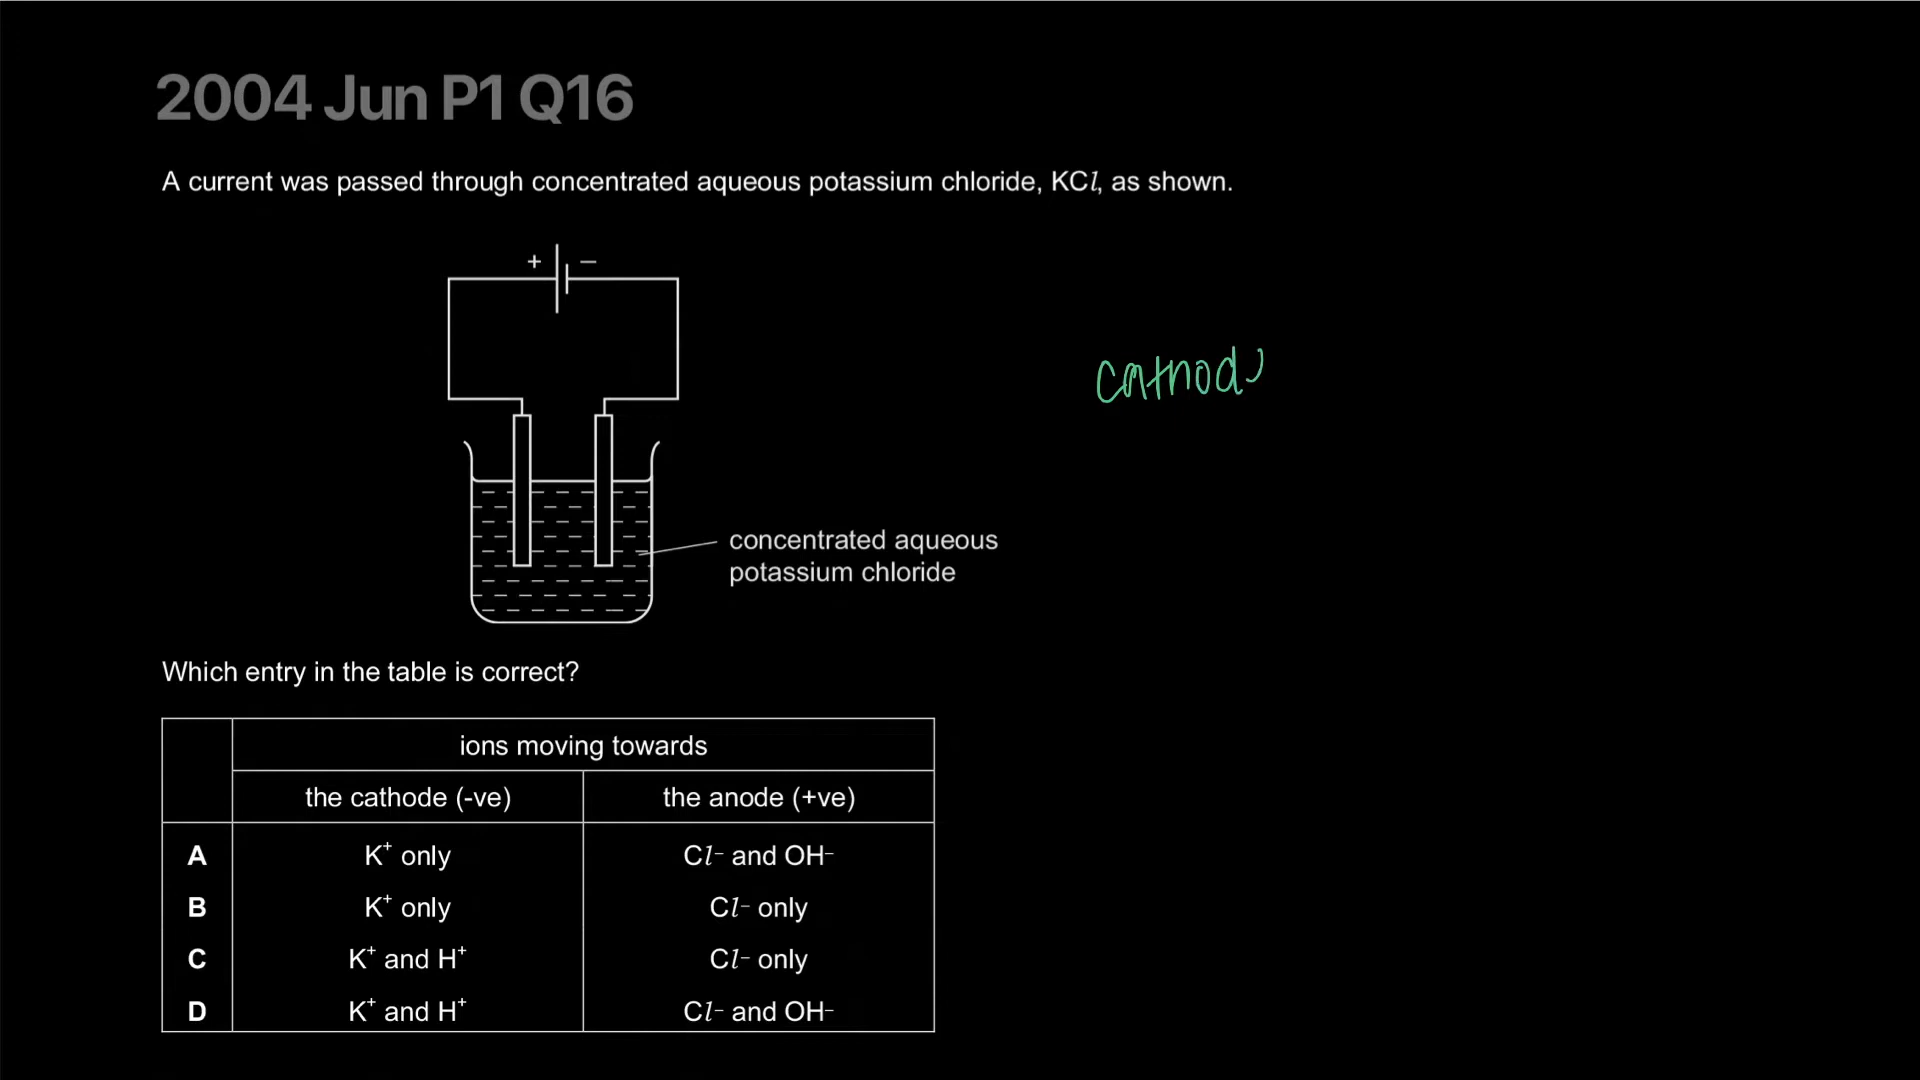 2004 Jun P1 Q16
A current was passed through concentrated aqueous potassium chloride, KCl, as shown.
+ –
cathod
concentrated aqueous
potassium chloride
Which entry in the table is correct?
ions moving towards
the cathode (-ve) the anode (+ve)
A K⁺ only Cl⁻ and OH⁻
B K⁺ only Cl⁻ only
C K⁺ and H⁺ Cl⁻ only
D K⁺ and H⁺ Cl⁻ and OH⁻